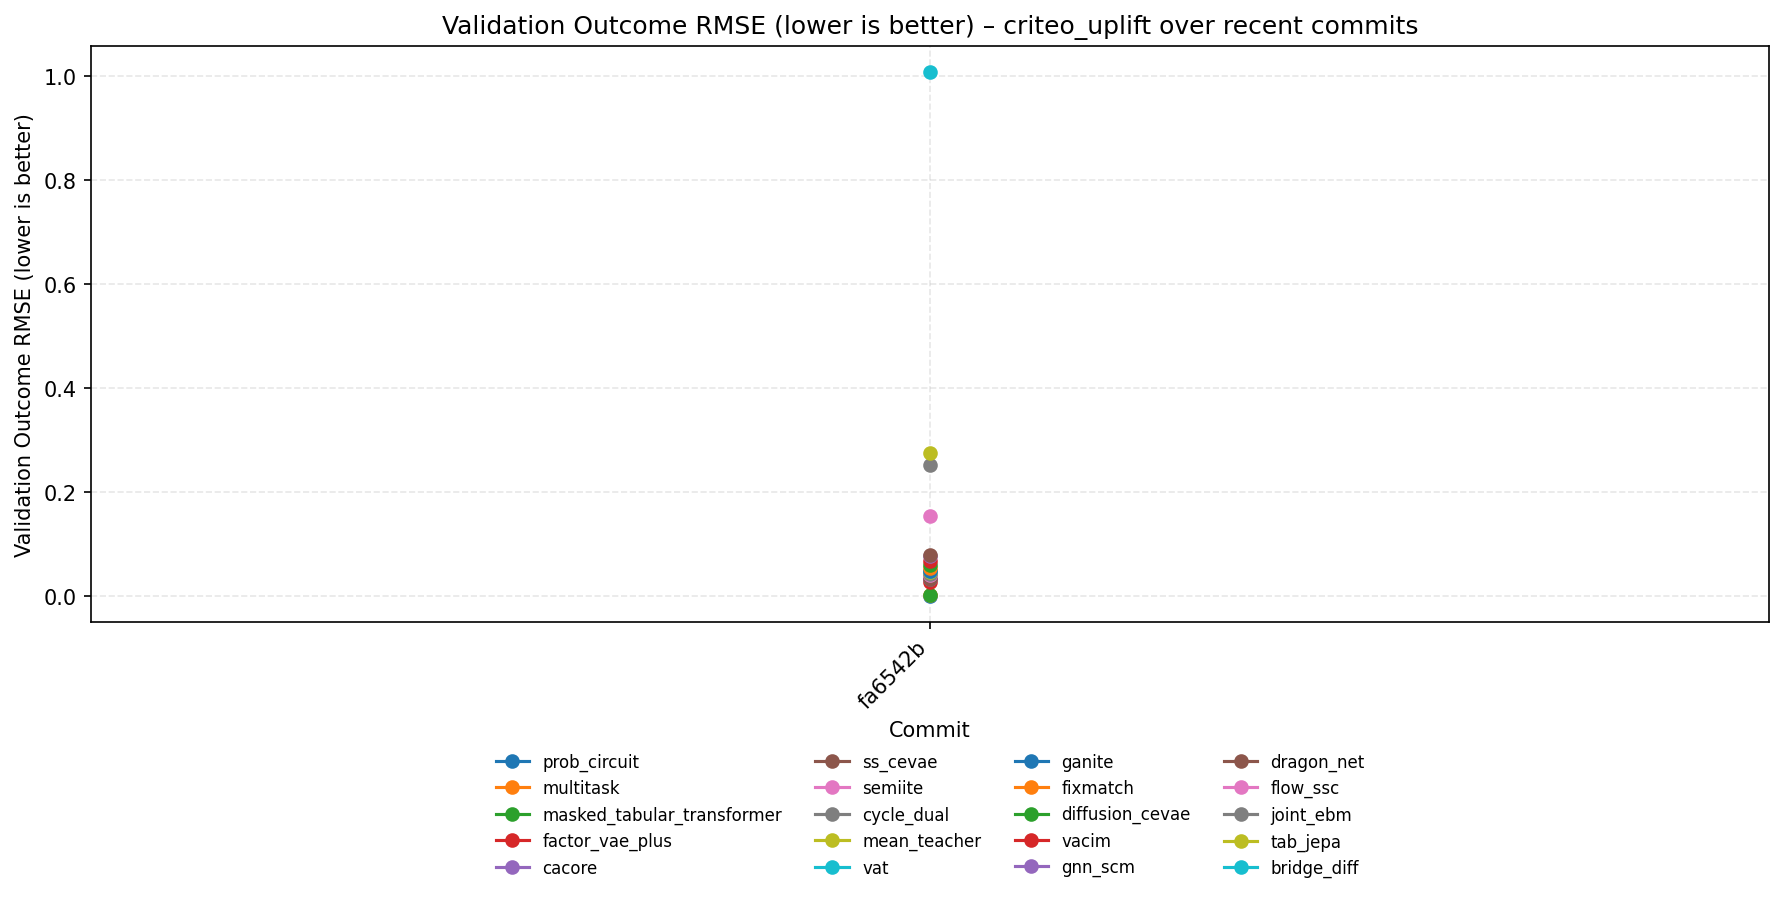 Validation Outcome RMSE (lower is better) – criteo_uplift over recent commits
Validation Outcome RMSE (lower is better)
1.0
0.8
0.6
0.4
0.2
0.0
fa6542b
Commit
prob_circuit
multitask
masked_tabular_transformer
factor_vae_plus
cacore
ss_cevae
semiite
cycle_dual
mean_teacher
vat
ganite
fixmatch
diffusion_cevae
vacim
gnn_scm
dragon_net
flow_ssc
joint_ebm
tab_jepa
bridge_diff